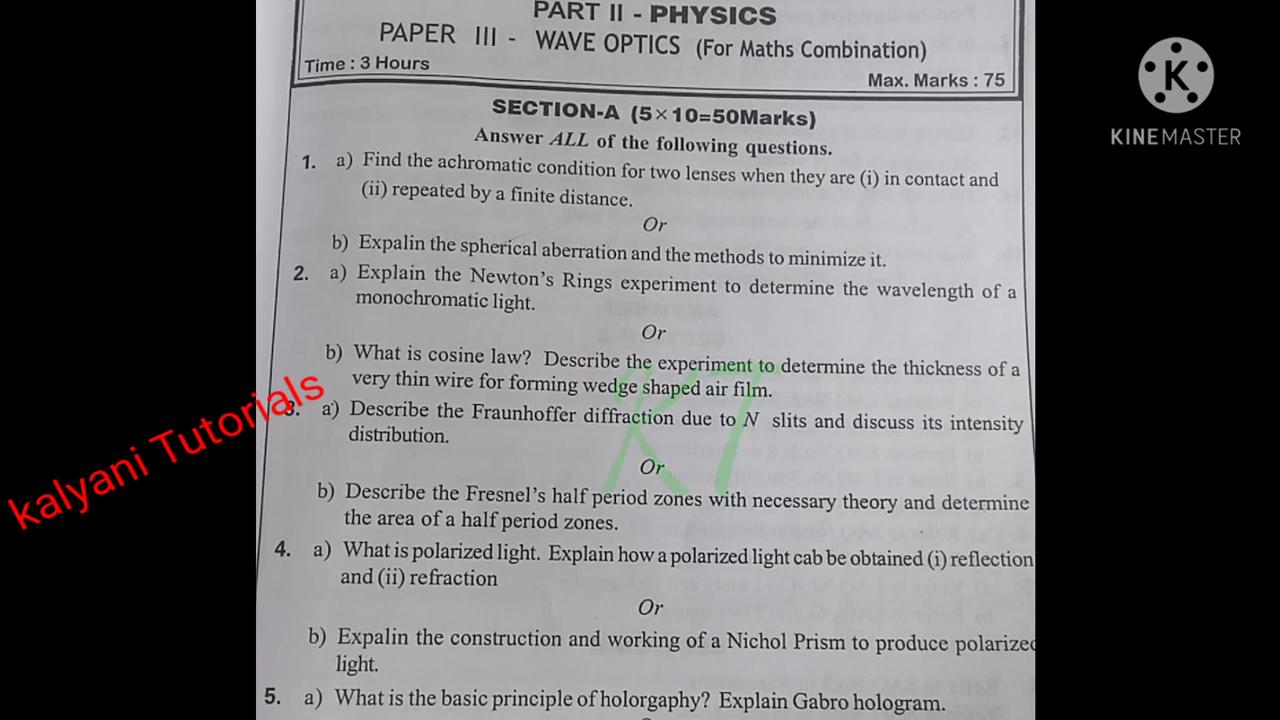 PART II - PHYSICS
PAPER III - WAVE OPTICS (For Maths Combination)
Time : 3 Hours
Max. Marks : 75
SECTION-A (5×10=50Marks)
Answer ALL of the following questions.
1. a) Find the achromatic condition for two lenses when they are (i) in contact and
(ii) repeated by a finite distance.
Or
b) Expalin the spherical aberration and the methods to minimize it.
2. a) Explain the Newton's Rings experiment to determine the wavelength of a
monochromatic light.
Or
b) What is cosine law? Describe the experiment to determine the thickness of a
very thin wire for forming wedge shaped air film.
3. a) Describe the Fraunhoffer diffraction due to N slits and discuss its intensity
distribution.
Or
b) Describe the Fresnel's half period zones with necessary theory and determine
the area of a half period zones.
4. a) What is polarized light. Explain how a polarized light cab be obtained (i) reflection
and (ii) refraction
Or
b) Expalin the construction and working of a Nichol Prism to produce polarized
light.
5. a) What is the basic principle of holorgaphy? Explain Gabro hologram.
kalyani Tutorials
KT
K
KINEMASTER